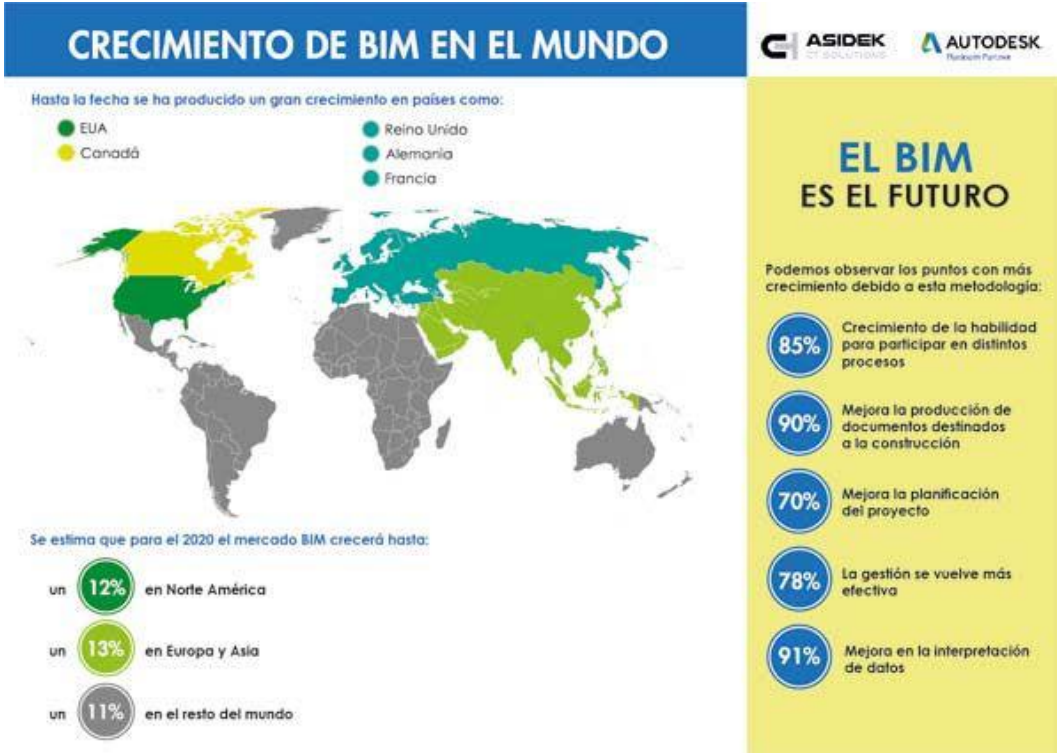 CRECIMIENTO DE BIM EN EL MUNDO
ASIDEK
CT SOLUTIONS
AUTODESK
Platinum Partner
Hasta la fecha se ha producido un gran crecimiento en países como:
EUA
Canadá
Reino Unido
Alemania
Francia
Se estima que para el 2020 el mercado BIM crecerá hasta:
un 12% en Norte América
un 13% en Europa y Asia
un 11% en el resto del mundo
EL BIM
ES EL FUTURO
Podemos observar los puntos con más
crecimiento debido a esta metodología:
85%
Crecimiento de la habilidad
para participar en distintos
procesos
90%
Mejora la producción de
documentos destinados
a la construcción
70%
Mejora la planificación
del proyecto
78%
La gestión se vuelve más
efectiva
91%
Mejora en la interpretación
de datos